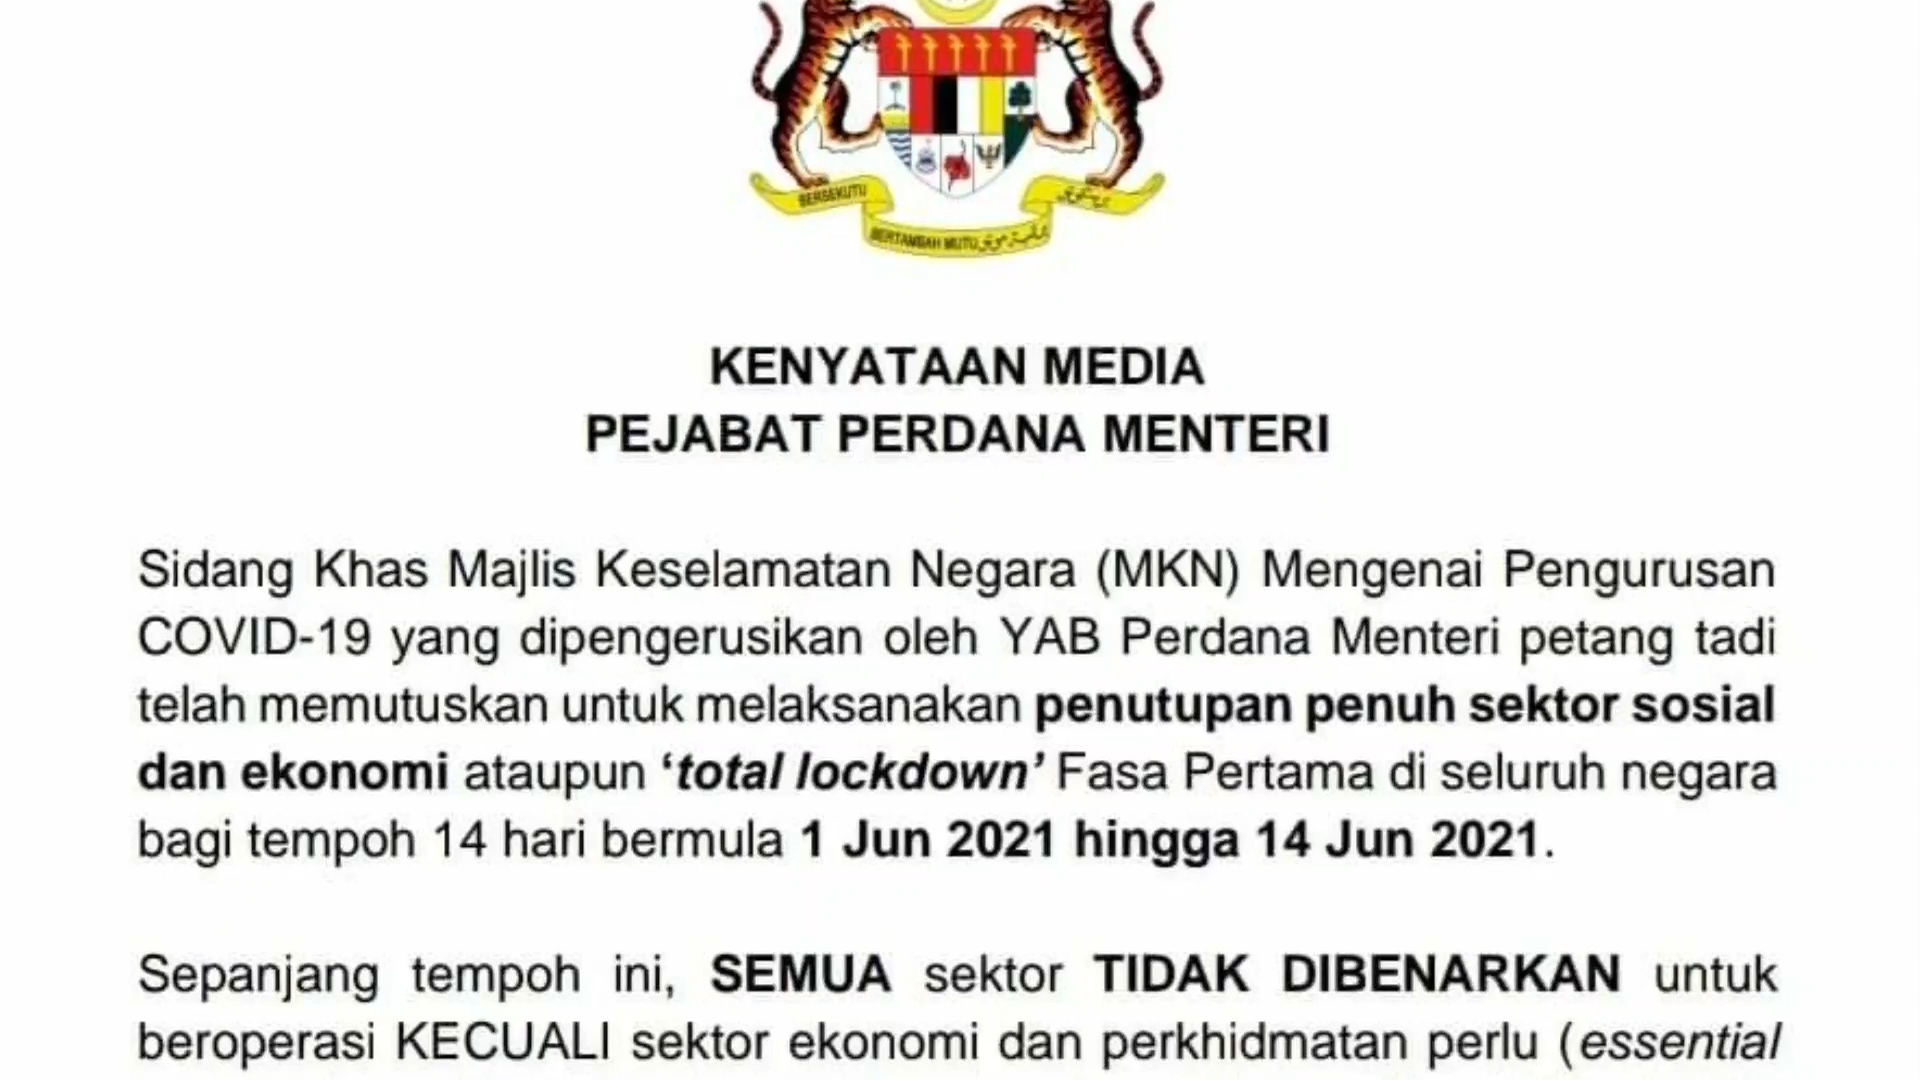 BERSEKUTU
BERTAMBAH MUTU
KENYATAAN MEDIA
PEJABAT PERDANA MENTERI
Sidang Khas Majlis Keselamatan Negara (MKN) Mengenai Pengurusan
COVID-19 yang dipengerusikan oleh YAB Perdana Menteri petang tadi
telah memutuskan untuk melaksanakan penutupan penuh sektor sosial
dan ekonomi ataupun ‘total lockdown’ Fasa Pertama di seluruh negara
bagi tempoh 14 hari bermula 1 Jun 2021 hingga 14 Jun 2021.
Sepanjang tempoh ini, SEMUA sektor TIDAK DIBENARKAN untuk
beroperasi KECUALI sektor ekonomi dan perkhidmatan perlu (essential